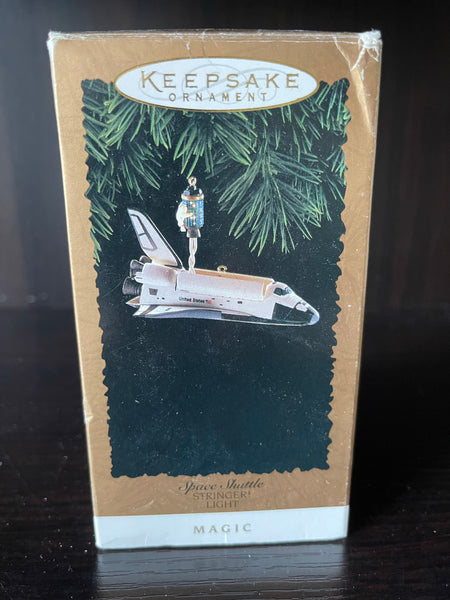 KEEPSAKE
ORNAMENT
United States
Space Shuttle
STRINGER!
LIGHT
MAGIC